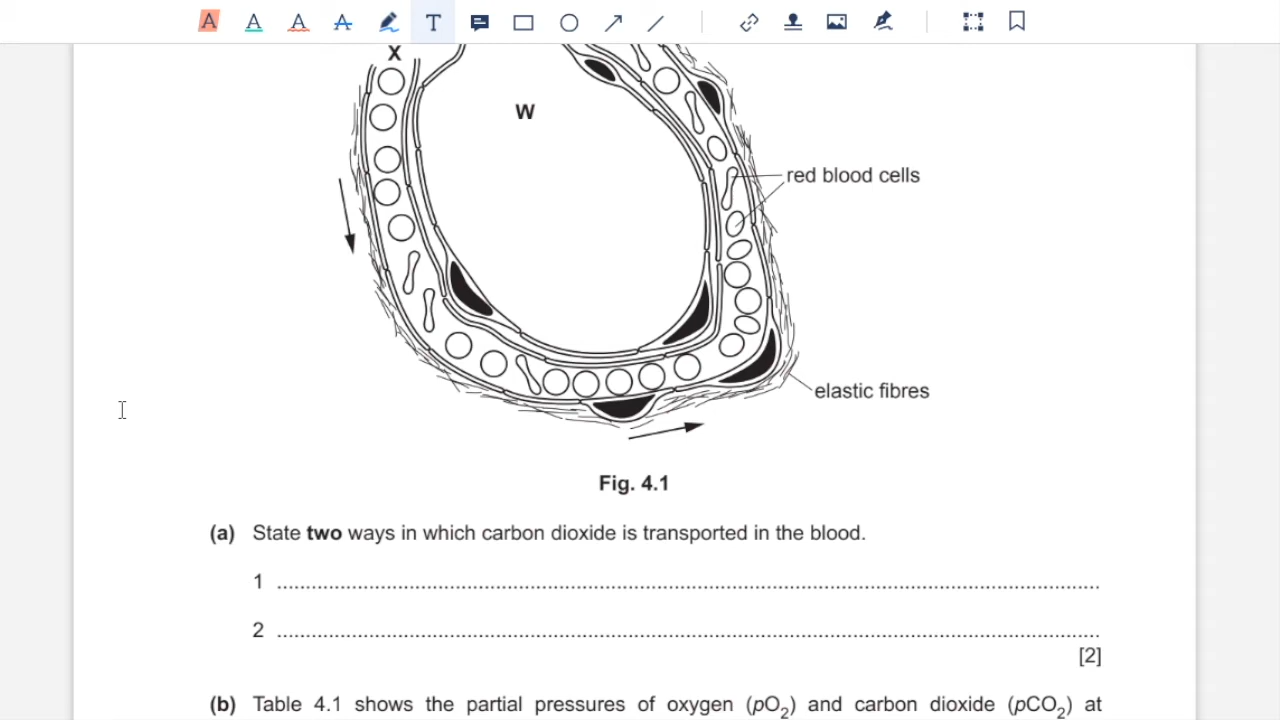 X
W
red blood cells
elastic fibres
Fig. 4.1
(a) State two ways in which carbon dioxide is transported in the blood.
1 ................................................................
2 ................................................................
[2]
(b) Table 4.1 shows the partial pressures of oxygen (pO2) and carbon dioxide (pCO2) at